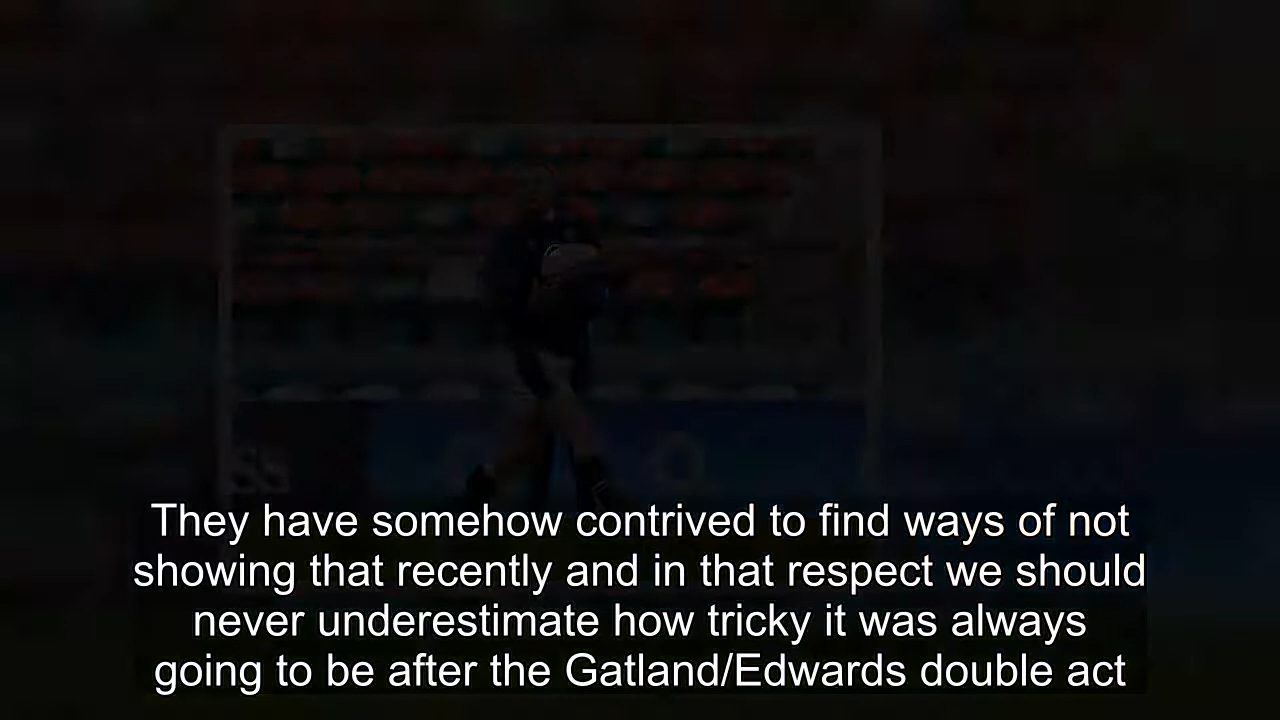 They have somehow contrived to find ways of not
showing that recently and in that respect we should
never underestimate how tricky it was always
going to be after the Gatland/Edwards double act